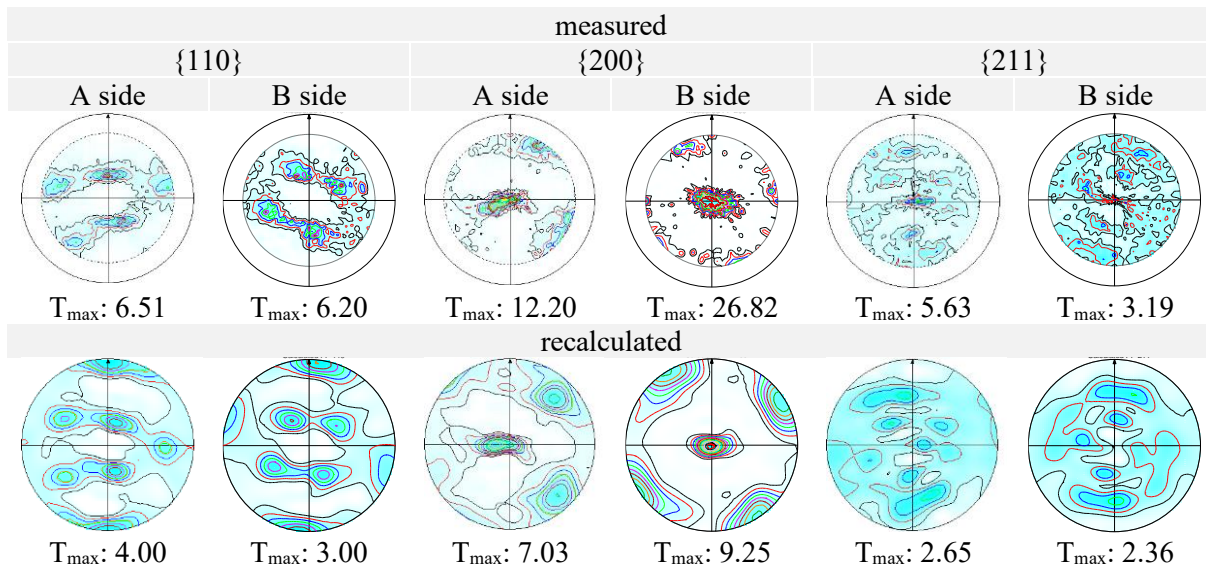 measured
{110} {200} {211}
A side B side A side B side A side B side
Tmax: 6.51 Tmax: 6.20 Tmax: 12.20 Tmax: 26.82 Tmax: 5.63 Tmax: 3.19
recalculated
Tmax: 4.00 Tmax: 3.00 Tmax: 7.03 Tmax: 9.25 Tmax: 2.65 Tmax: 2.36